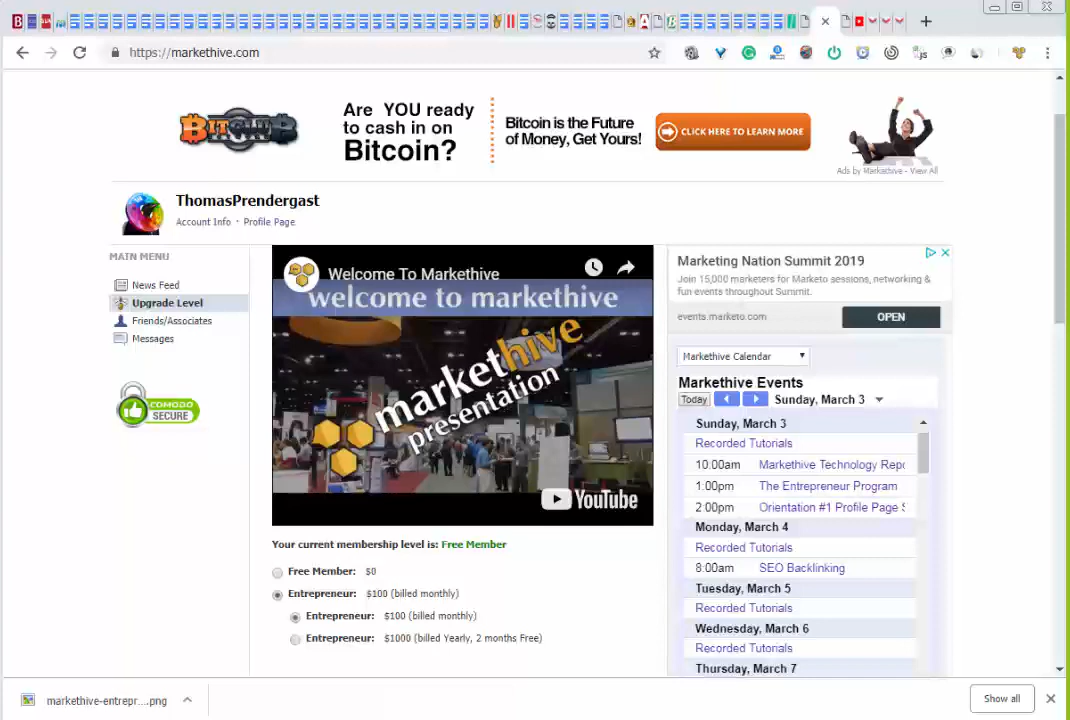 https://markethive.com
BITCLUB
Are YOU ready
to cash in on
Bitcoin?
Bitcoin is the Future
of Money, Get Yours!
CLICK HERE TO LEARN MORE
Ads by Markethive - View All
ThomasPrendergast
Account Info · Profile Page
MAIN MENU
News Feed
Upgrade Level
Friends/Associates
Messages
COMODO
SECURE
Welcome To Markethive
welcome to markethive
markethive
presentation
YouTube
Your current membership level is: Free Member
Free Member: $0
Entrepreneur: $100 (billed monthly)
Entrepreneur: $100 (billed monthly)
Entrepreneur: $1000 (billed Yearly, 2 months Free)
Marketing Nation Summit 2019
Join 15,000 marketers for Marketo sessions, networking &
fun events throughout Summit.
events.marketo.com
OPEN
Markethive Calendar
Markethive Events
Today Sunday, March 3
Sunday, March 3
Recorded Tutorials
10:00am Markethive Technology Repo
1:00pm The Entrepreneur Program
2:00pm Orientation #1 Profile Page S
Monday, March 4
Recorded Tutorials
8:00am SEO Backlinking
Tuesday, March 5
Recorded Tutorials
Wednesday, March 6
Recorded Tutorials
Thursday, March 7
markethive-entrepr....png
Show all